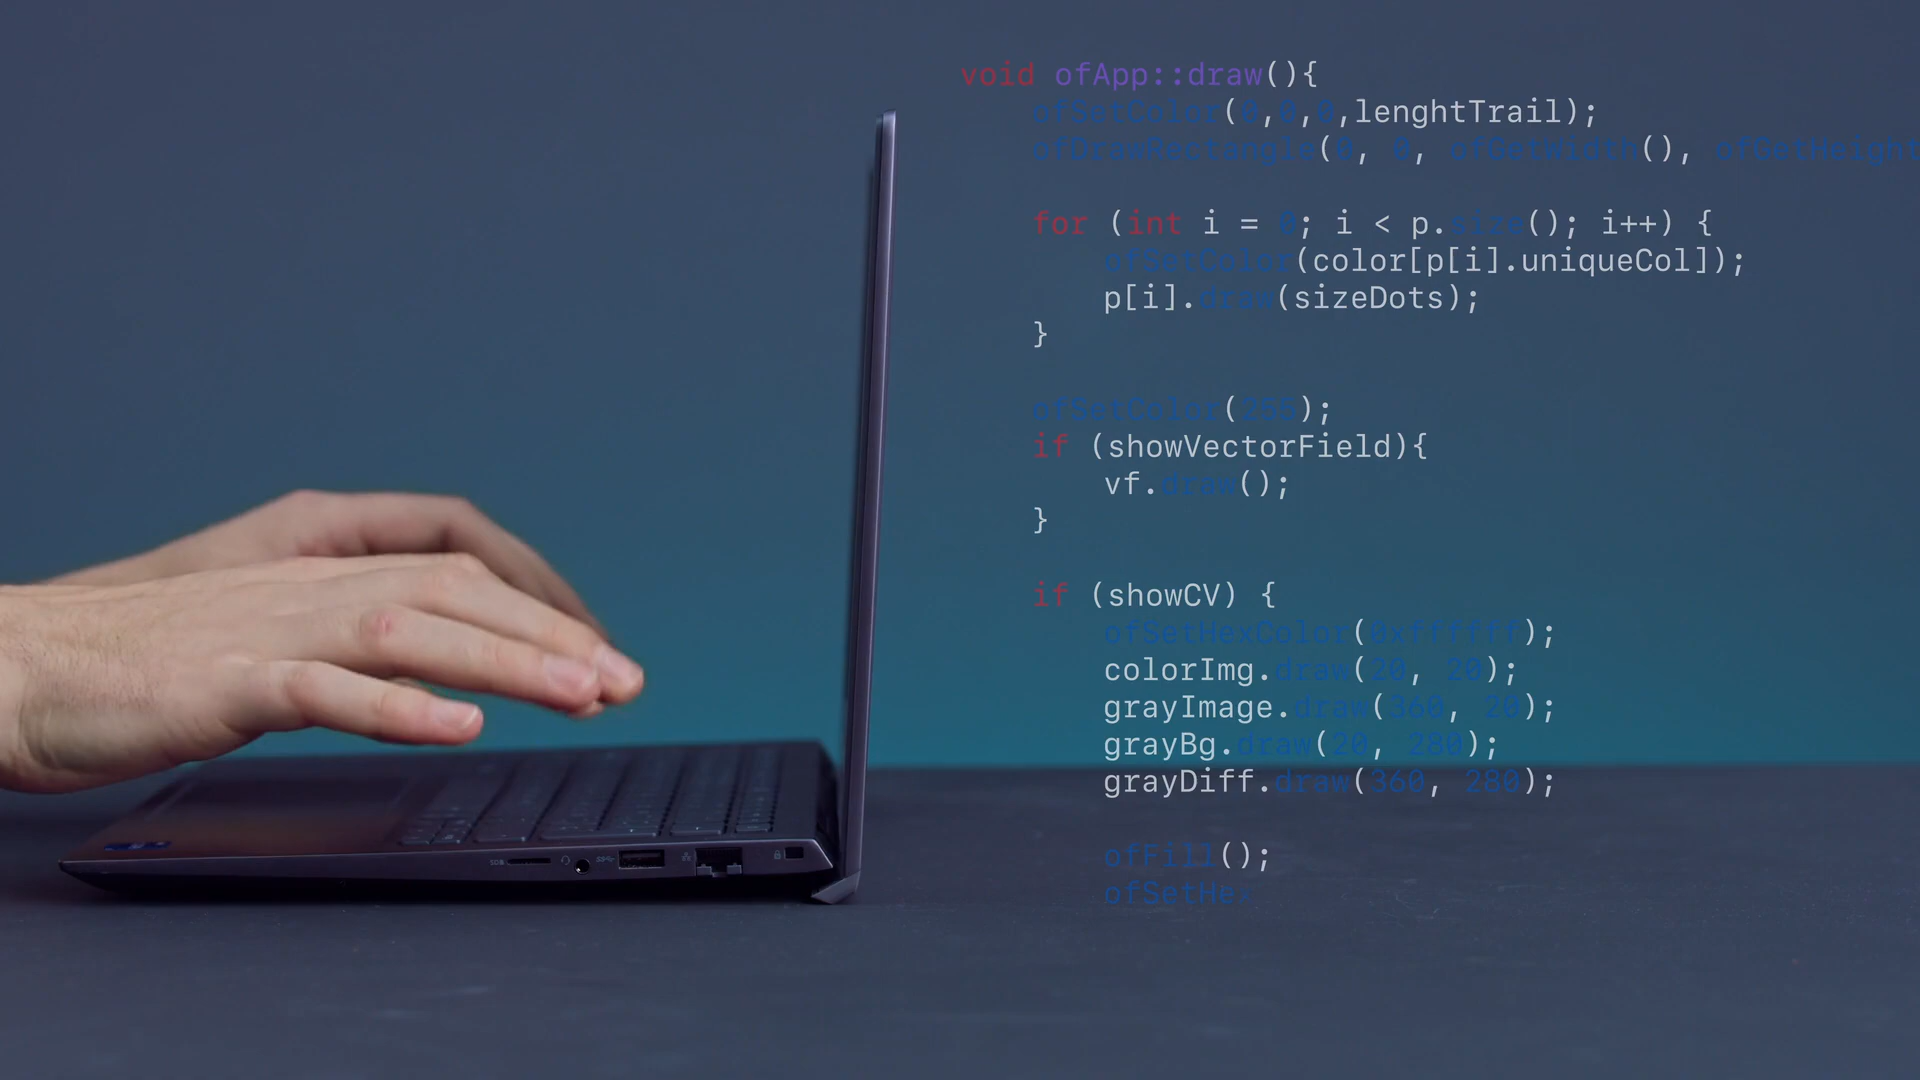 void ofApp::draw(){
ofSetColor(0,0,0,lenghtTrail);
ofDrawRectangle(0, 0, ofGetWidth(), ofGetHeight
for (int i = 0; i < p.size(); i++) {
ofSetColor(color[p[i].uniqueCol]);
p[i].draw(sizeDots);
}
ofSetColor(255);
if (showVectorField){
vf.draw();
}
if (showCV) {
ofSetHexColor(0xffffff);
colorImg.draw(20, 20);
grayImage.draw(360, 20);
grayBg.draw(20, 280);
grayDiff.draw(360, 280);
ofFill();
ofSetHex